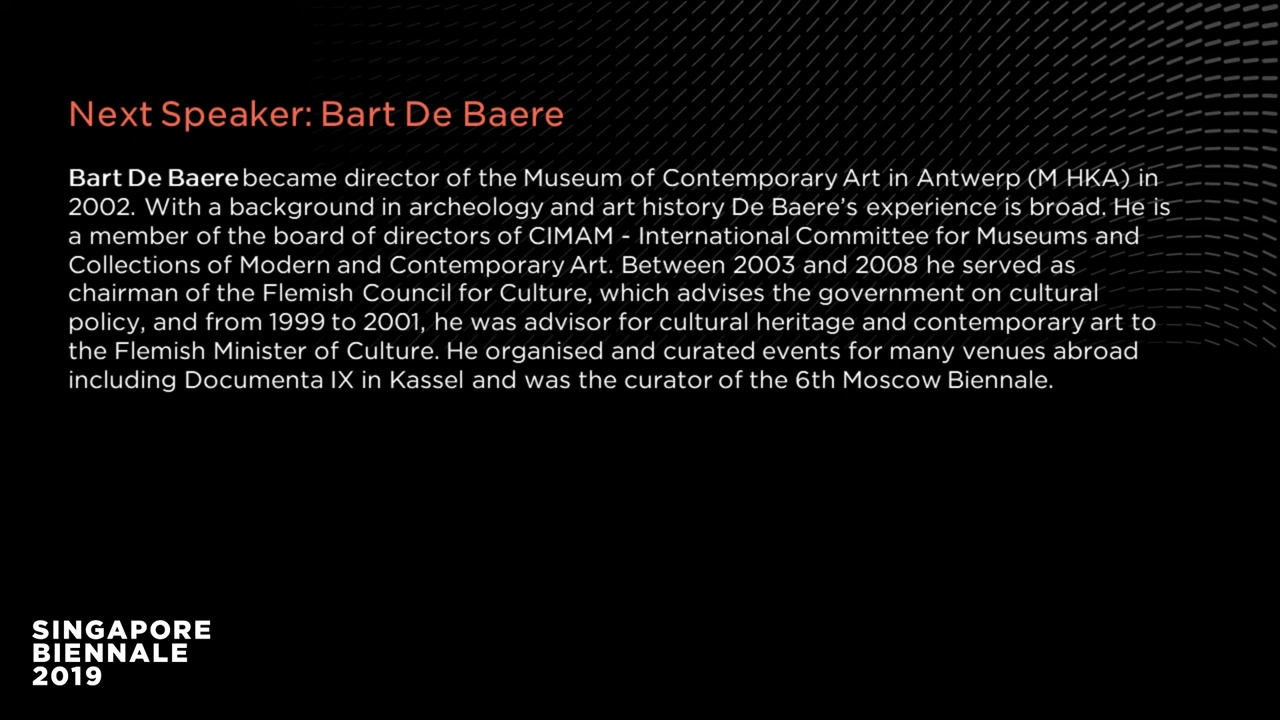 Next Speaker: Bart De Baere
Bart De Baere became director of the Museum of Contemporary Art in Antwerp (M HKA) in
2002. With a background in archeology and art history De Baere’s experience is broad. He is
a member of the board of directors of CIMAM - International Committee for Museums and
Collections of Modern and Contemporary Art. Between 2003 and 2008 he served as
chairman of the Flemish Council for Culture, which advises the government on cultural
policy, and from 1999 to 2001, he was advisor for cultural heritage and contemporary art to
the Flemish Minister of Culture. He organised and curated events for many venues abroad
including Documenta IX in Kassel and was the curator of the 6th Moscow Biennale.
SINGAPORE
BIENNALE
2019